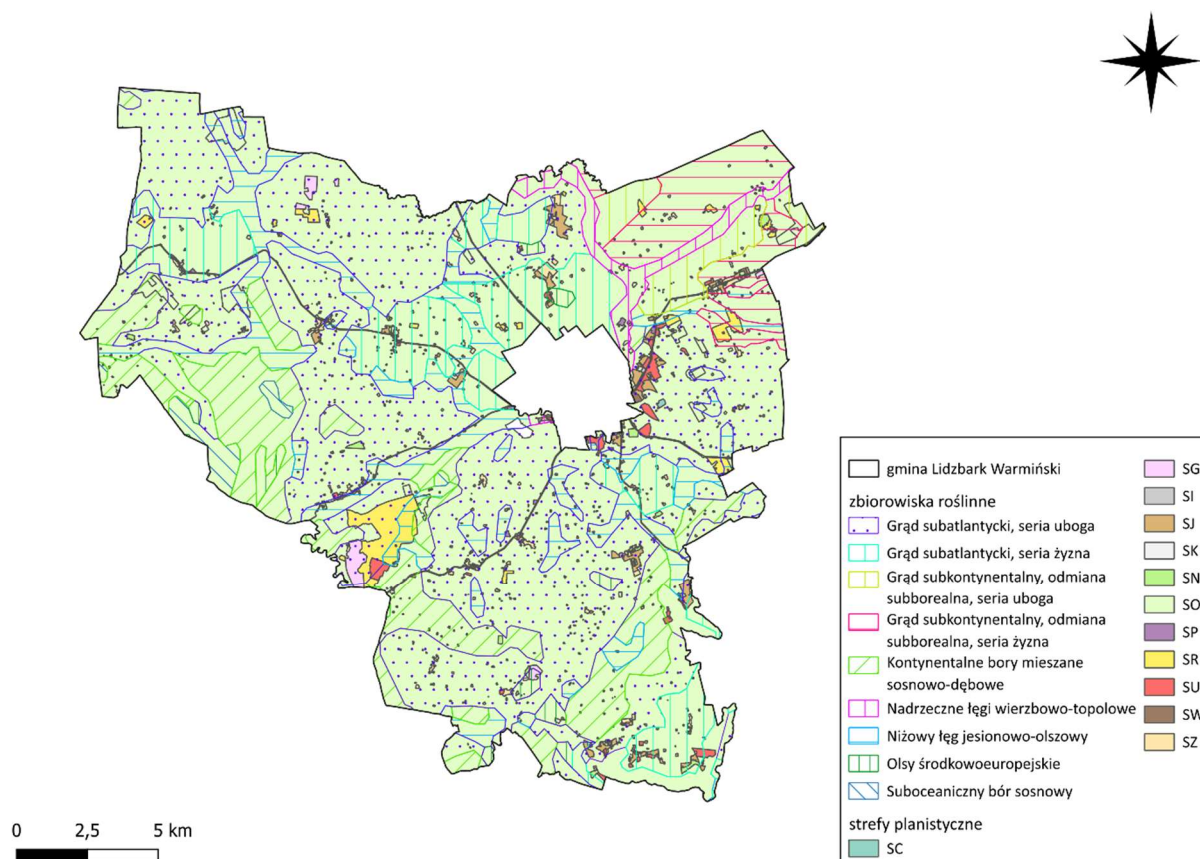 gmina Lidzbark Warmiński
zbiorowiska roślinne
Grąd subatlantycki, seria uboga
Grąd subatlantycki, seria żyzna
Grąd subkontynentalny, odmiana
subborealna, seria uboga
Grąd subkontynentalny, odmiana
subborealna, seria żyzna
Kontynentalne bory mieszane
sosnowo-dębowe
Nadrzeczne łęgi wierzbowo-topolowe
Niżowy łęg jesionowo-olszowy
Olsy środkowoeuropejskie
Suboceaniczny bór sosnowy
strefy planistyczne
SC
SG
SI
SJ
SK
SN
SO
SP
SR
SU
SW
SZ
0 2,5 5 km